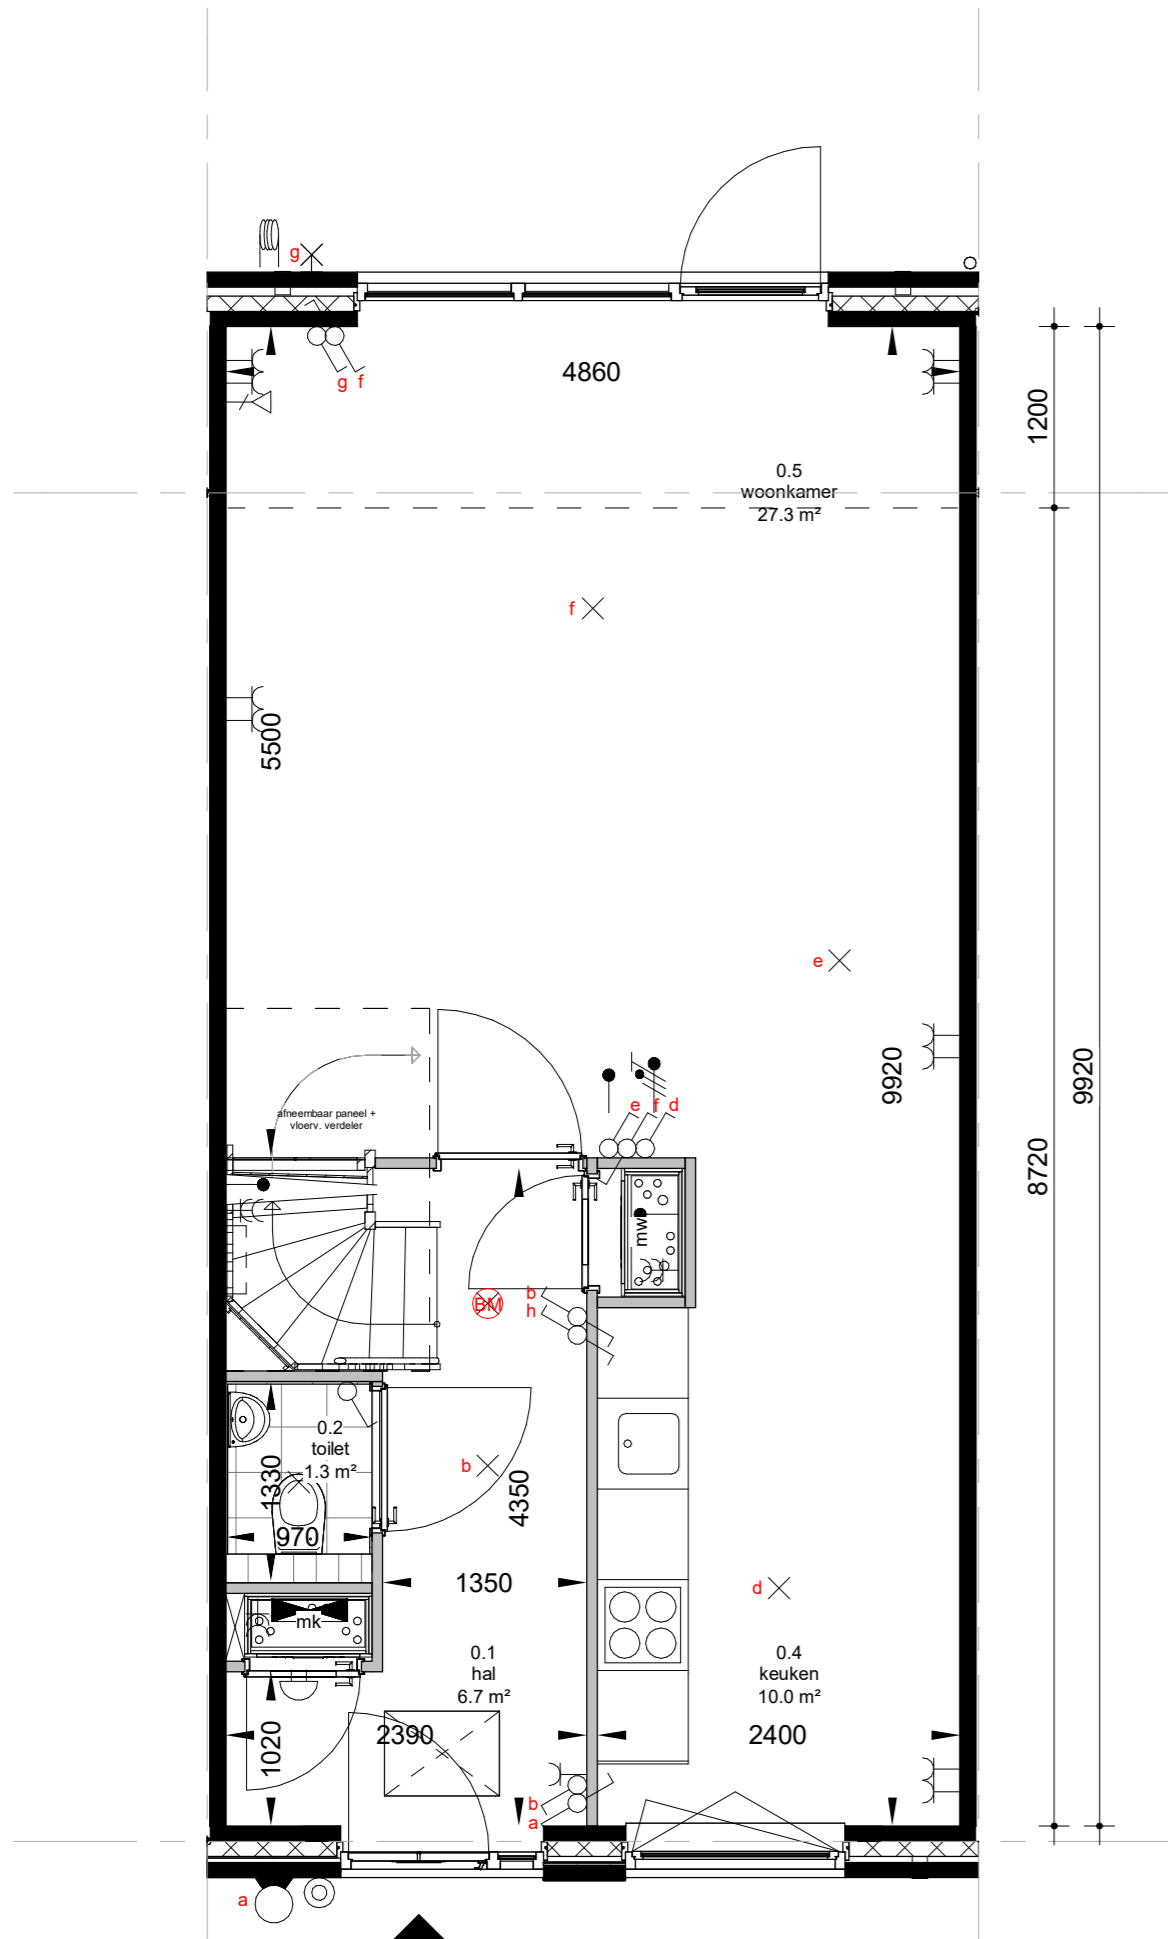 g
g f
4860
1200
0.5
woonkamer
27.3 m²
f
5500
e
9920
9920
8720
afneembaar paneel +
vloerv. verdeler
e f d
mw
BM
b
h
0.2
toilet
1.3 m²
1330
970
b
4350
1350
d
mk
0.1
hal
6.7 m²
0.4
keuken
10.0 m²
1020
2390
2400
b
a
a